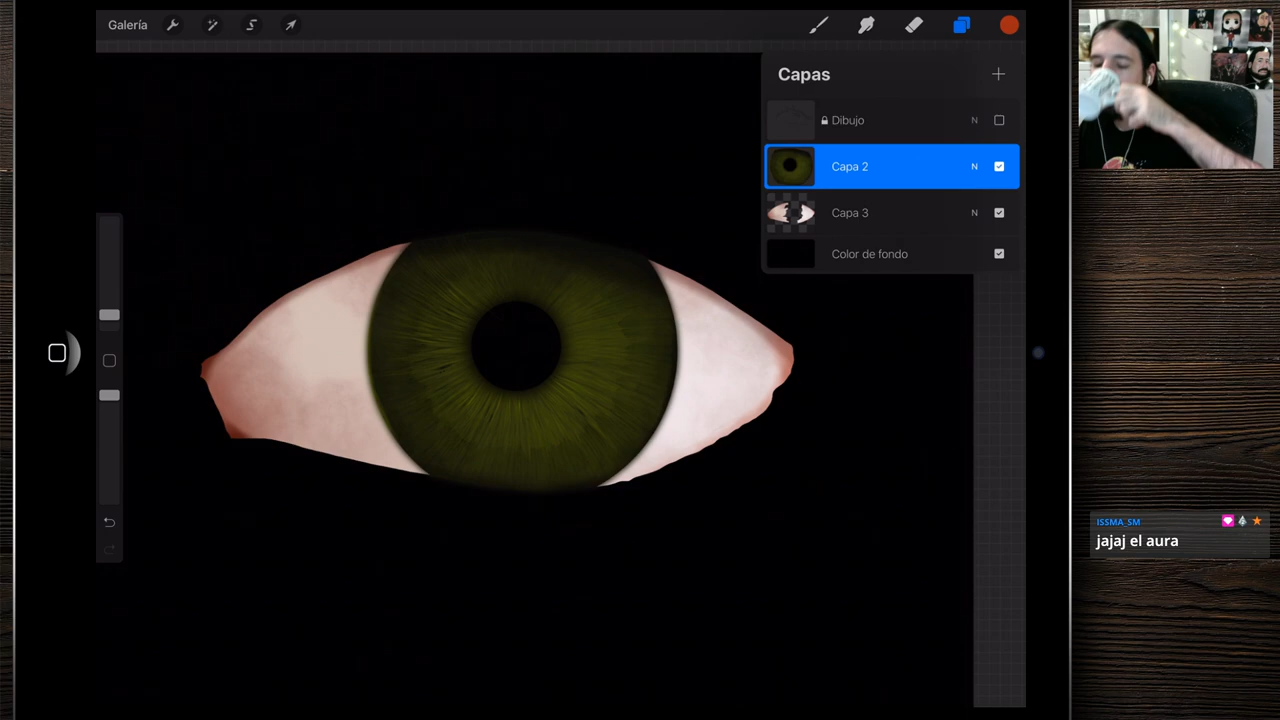 Galería
Capas
Dibujo
N
Capa 2
N
Capa 3
N
Color de fondo
ISSMA_SM
jajaj el aura